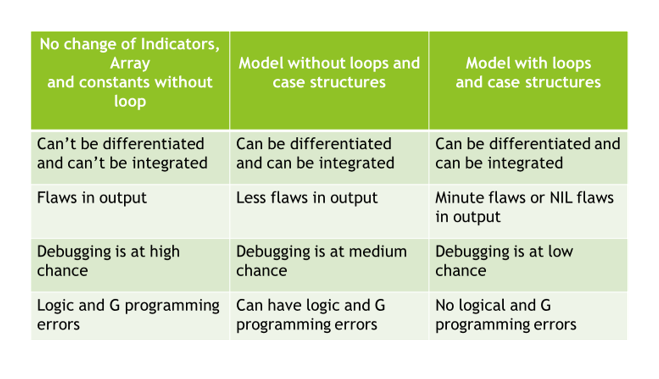 No change of Indicators,
Array
and constants without
loop
Model without loops and
case structures
Model with loops
and case structures
Can't be differentiated
and can't be integrated
Can be differentiated
and can be integrated
Can be differentiated and
can be integrated
Flaws in output
Less flaws in output
Minute flaws or NIL flaws
in output
Debugging is at high
chance
Debugging is at medium
chance
Debugging is at low
chance
Logic and G programming
errors
Can have logic and G
programming errors
No logical and G
programming errors